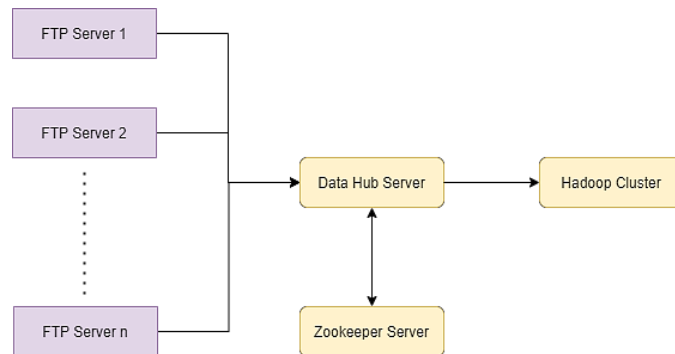 FTP Server 1
FTP Server 2
Data Hub Server
Hadoop Cluster
FTP Server n
Zookeeper Server